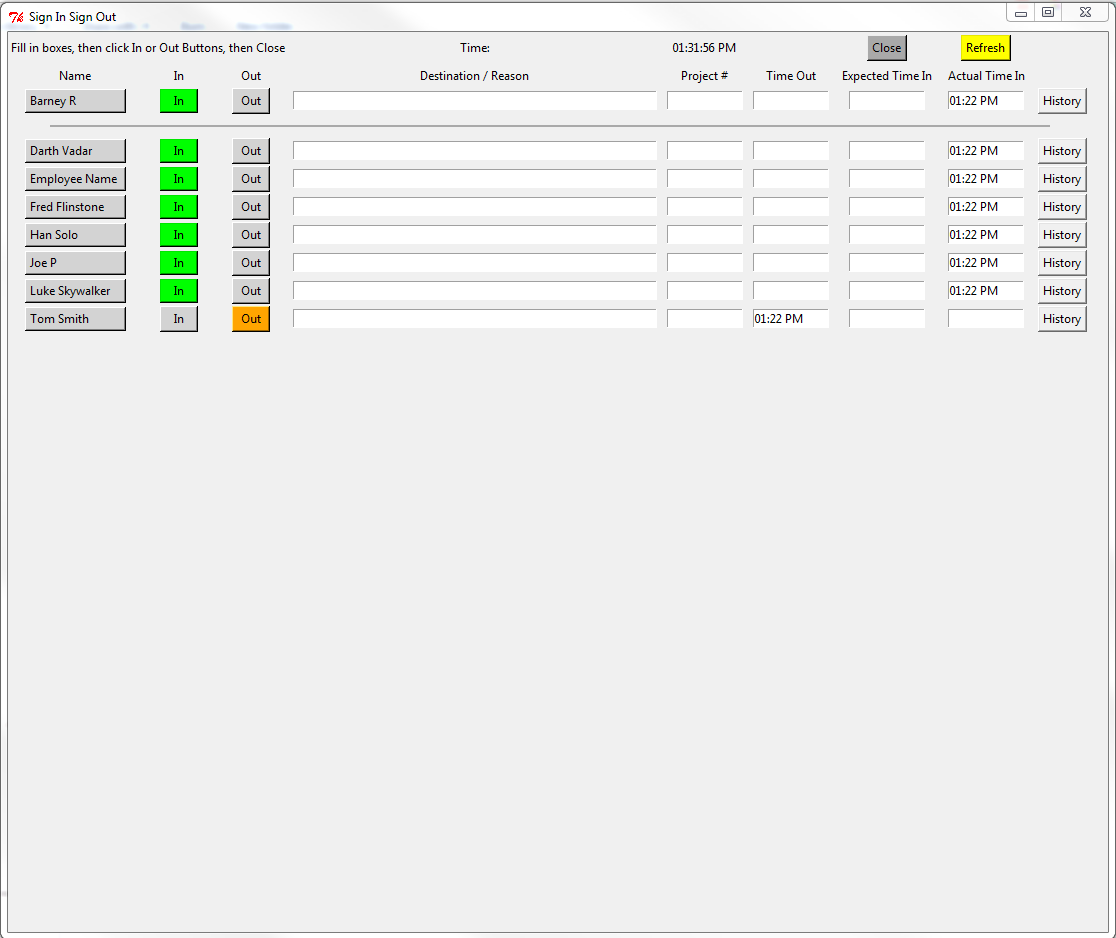 Sign In Sign Out
Fill in boxes, then click In or Out Buttons, then Close Time: 01:31:56 PM Close Refresh
Name In Out Destination / Reason Project # Time Out Expected Time In Actual Time In
Barney R In Out 01:22 PM History
Darth Vadar In Out 01:22 PM History
Employee Name In Out 01:22 PM History
Fred Flinstone In Out 01:22 PM History
Han Solo In Out 01:22 PM History
Joe P In Out 01:22 PM History
Luke Skywalker In Out 01:22 PM History
Tom Smith In Out 01:22 PM History